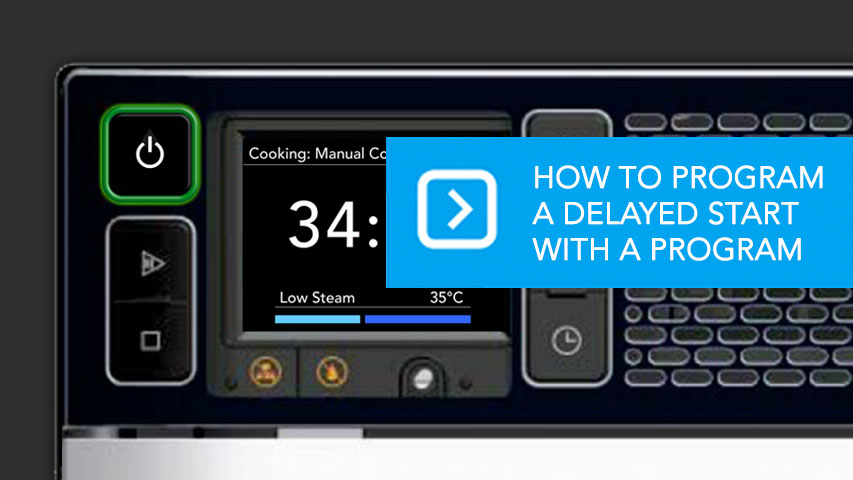 Cooking: Manual Co
34:
Low Steam 35°C
HOW TO PROGRAM
A DELAYED START
WITH A PROGRAM